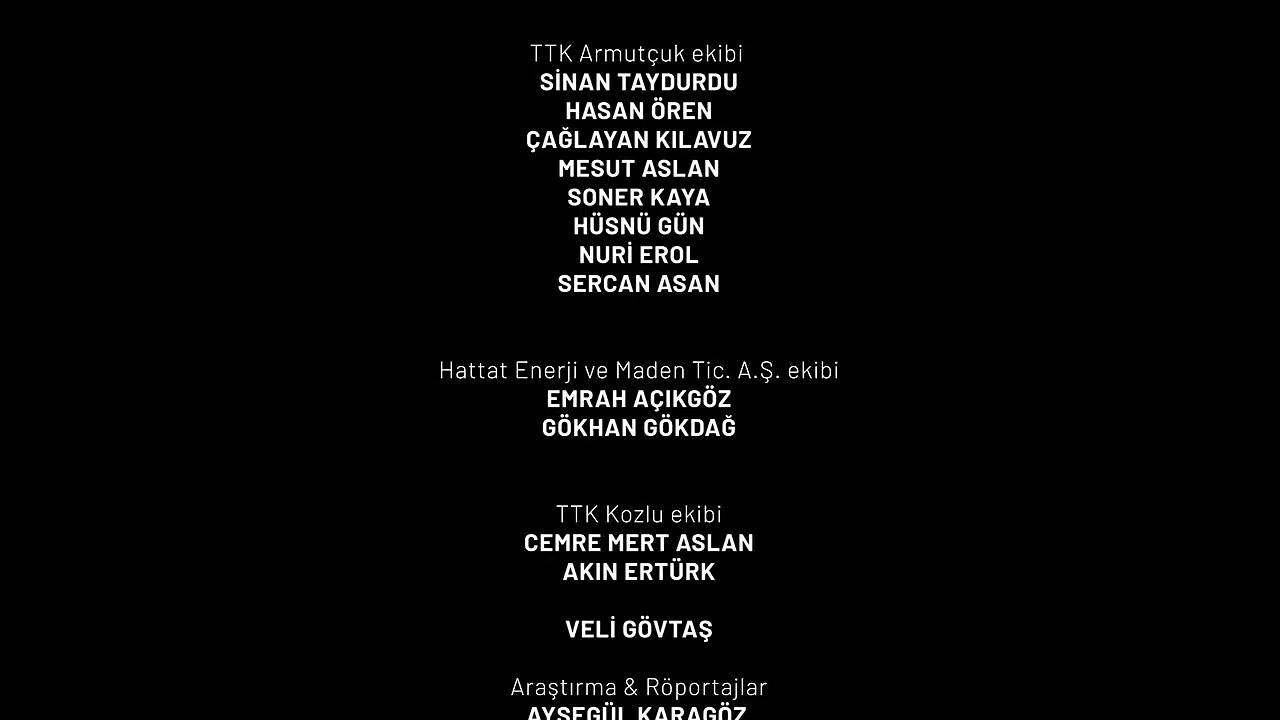 TTK Armutçuk ekibi
SİNAN TAYDURDU
HASAN ÖREN
ÇAĞLAYAN KILAVUZ
MESUT ASLAN
SONER KAYA
HÜSNÜ GÜN
NURİ EROL
SERCAN ASAN
Hattat Enerji ve Maden Tic. A.Ş. ekibi
EMRAH AÇIKGÖZ
GÖKHAN GÖKDAĞ
TTK Kozlu ekibi
CEMRE MERT ASLAN
AKIN ERTÜRK
VELİ GÖVTAŞ
Araştırma & Röportajlar
AYŞEGÜL KARAGÖZ